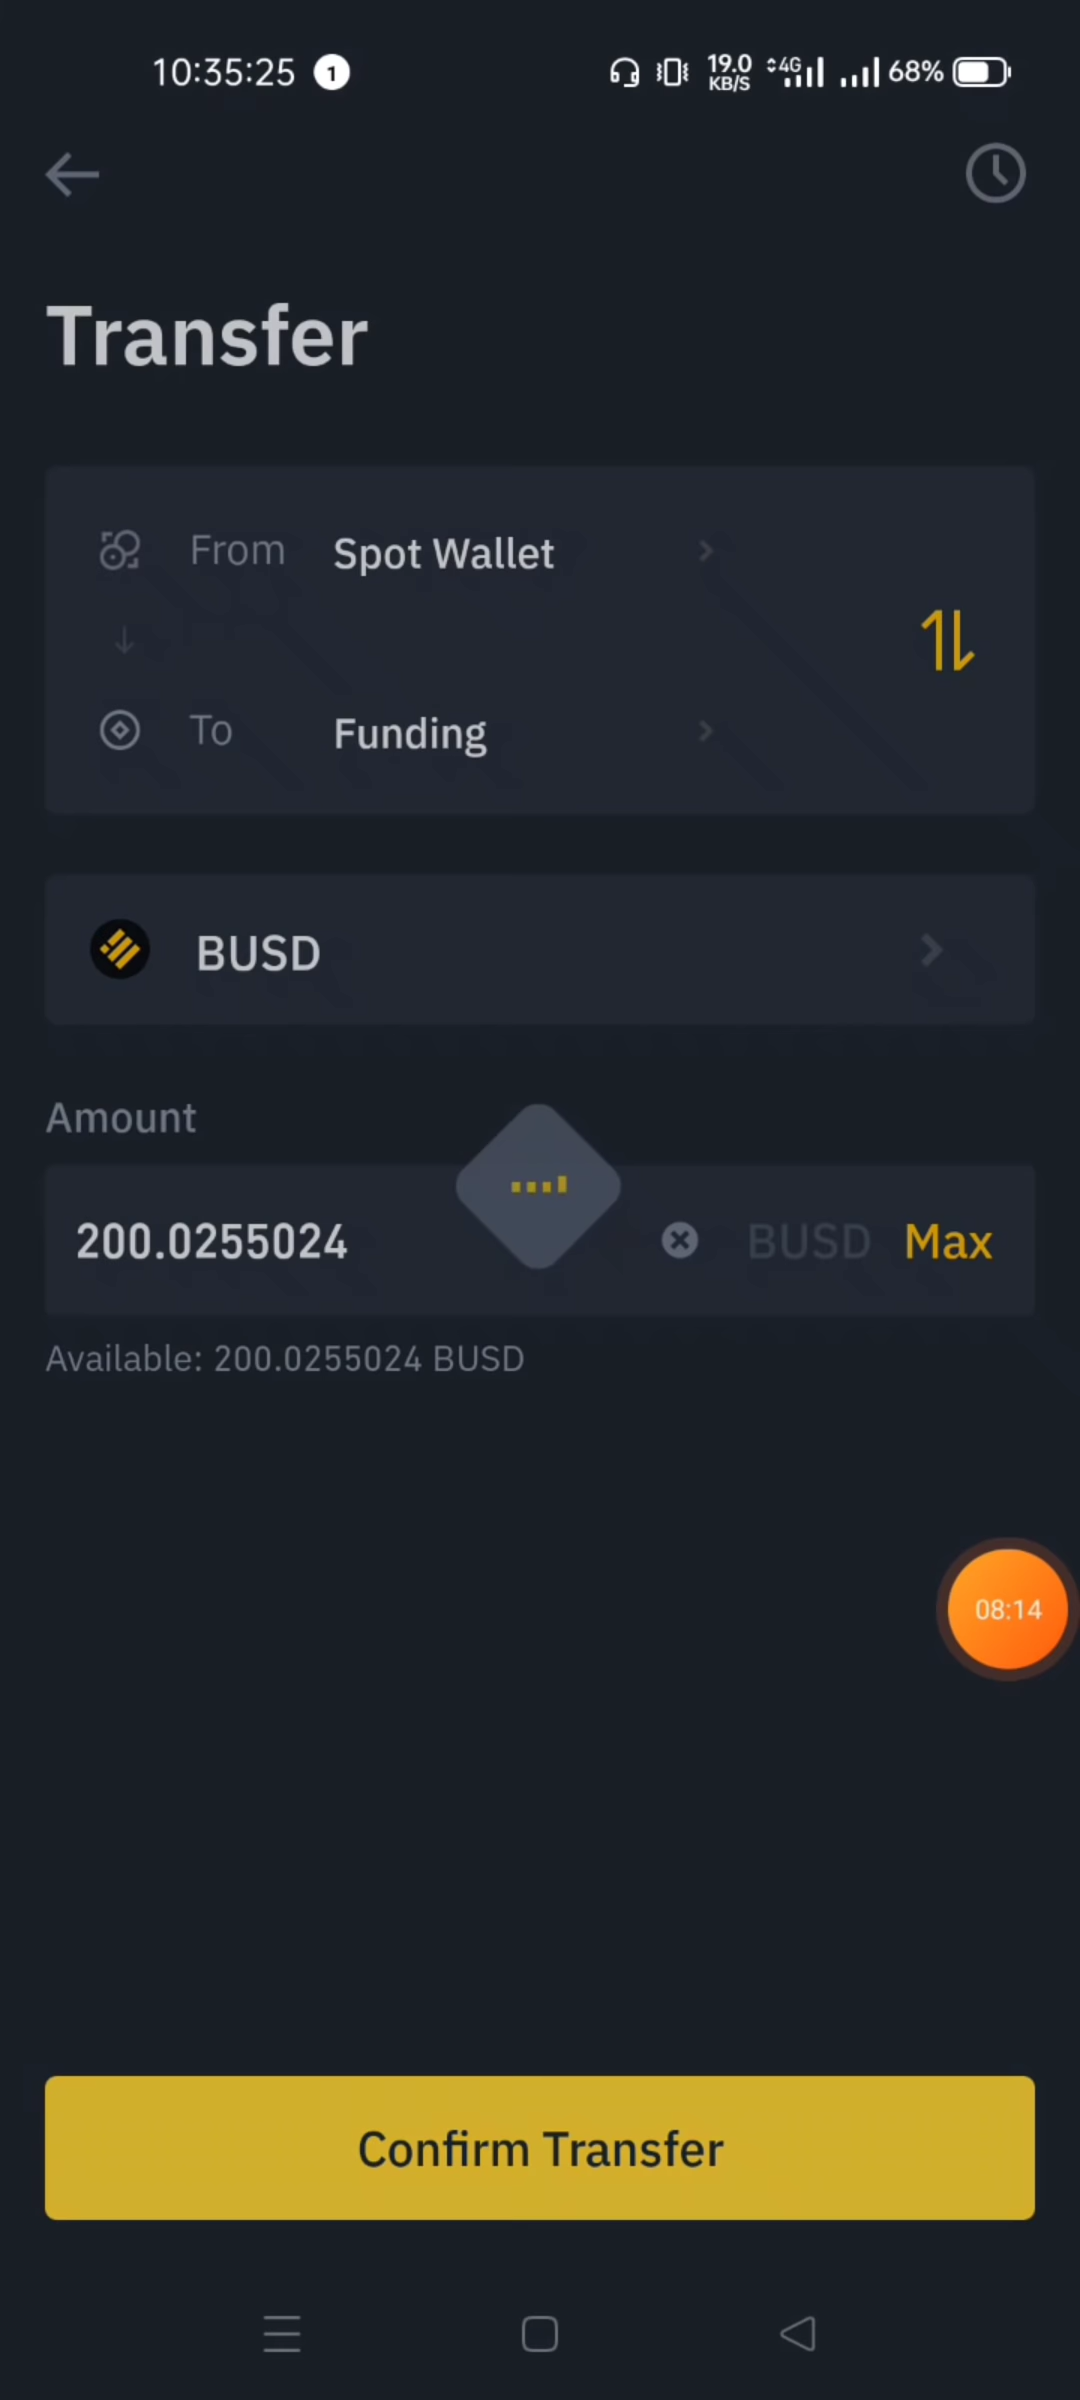 10:35:25 1 19.0 KB/S 4G 68%
Transfer
From Spot Wallet
To Funding
BUSD
Amount
200.0255024 BUSD Max
Available: 200.0255024 BUSD
08:14
Confirm Transfer